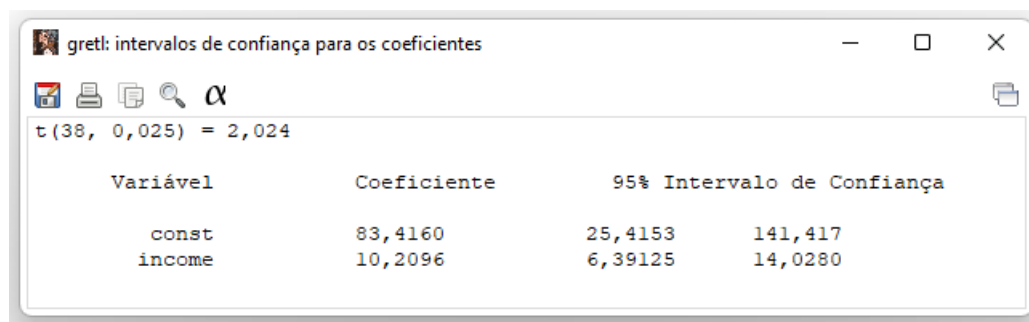 gretl: intervalos de confiança para os coeficientes
α
t(38, 0,025) = 2,024
Variável Coeficiente 95% Intervalo de Confiança
const 83,4160 25,4153 141,417
income 10,2096 6,39125 14,0280